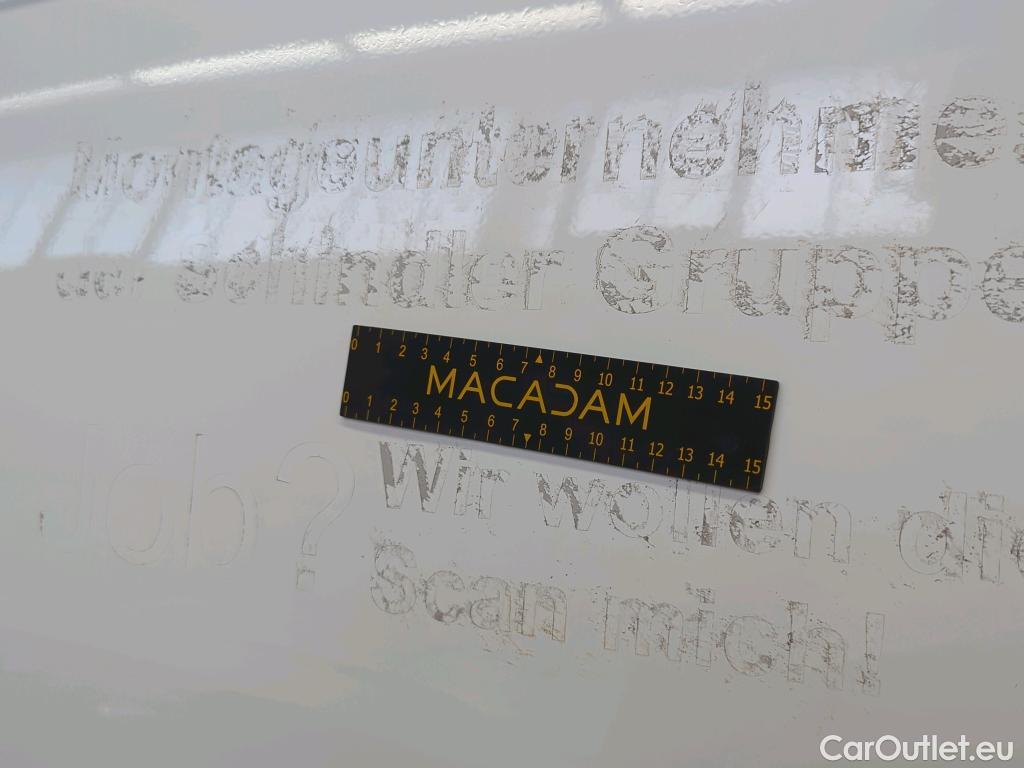 Montageunternehmen
der Schindler Gruppe
0 1 2 3 4 5 6 7 8 9 10 11 12 13 14 15
MACADAM
0 1 2 3 4 5 6 7 8 9 10 11 12 13 14 15
Job? Wir wollen die
Scan mich!
CarOutlet.eu